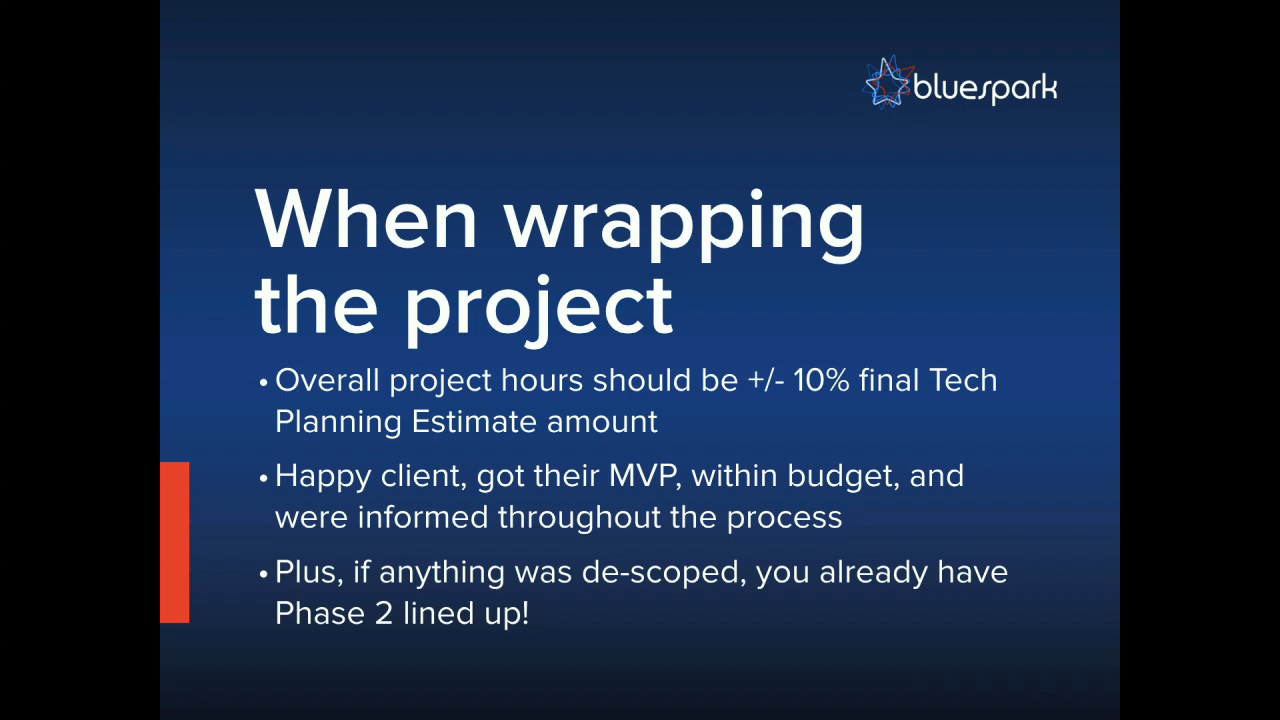 bluespark
When wrapping
the project
• Overall project hours should be +/- 10% final Tech
Planning Estimate amount
• Happy client, got their MVP, within budget, and
were informed throughout the process
• Plus, if anything was de-scoped, you already have
Phase 2 lined up!